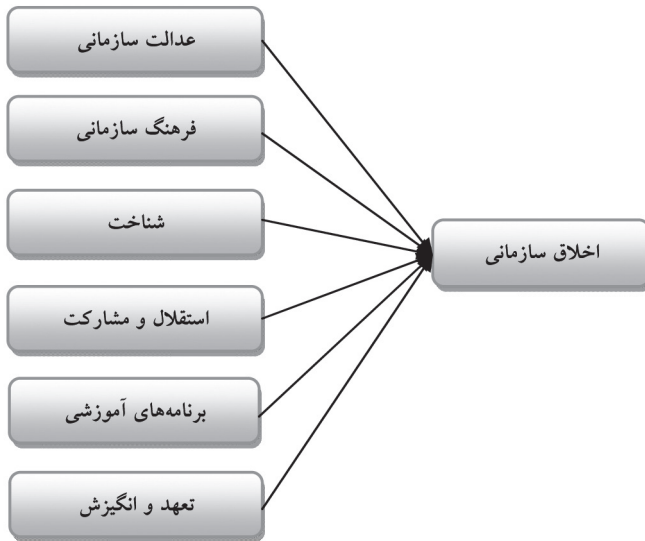 عدالت سازمانی
فرهنگ سازمانی
شناخت
استقلال و مشارکت
برنامه‌های آموزشی
تعهد و انگیزش
اخلاق سازمانی